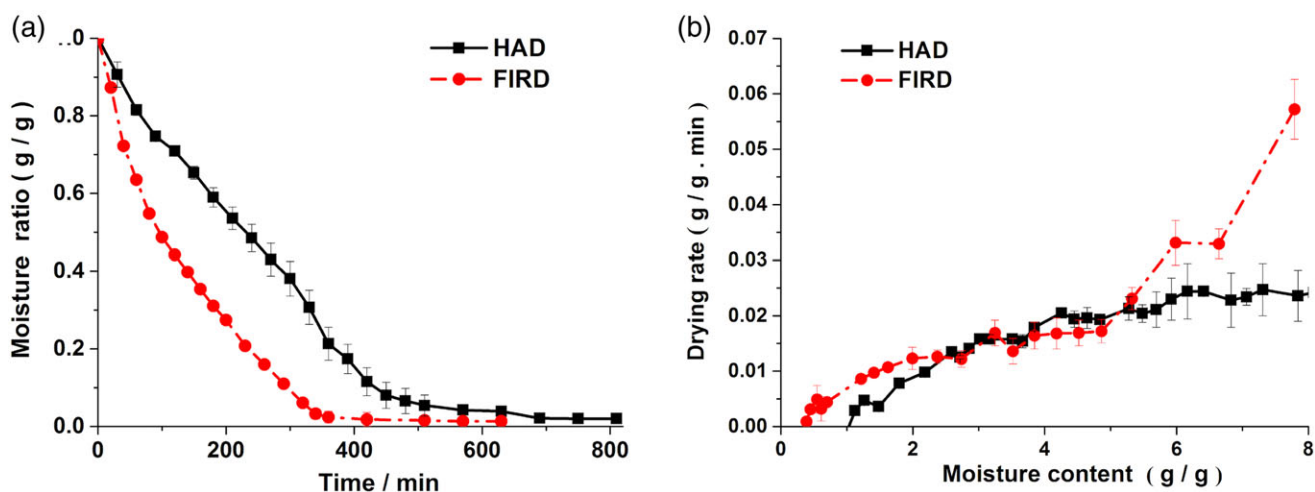 (a)
HAD
FIRD
Moisture ratio ( g / g )
..0
0.8
0.6
0.4
0.2
0.0
0 200 400 600 800
Time / min
(b)
HAD
FIRD
Drying rate ( g / g . min )
0.07
0.06
0.05
0.04
0.03
0.02
0.01
0.00
0 2 4 6 8
Moisture content ( g / g )